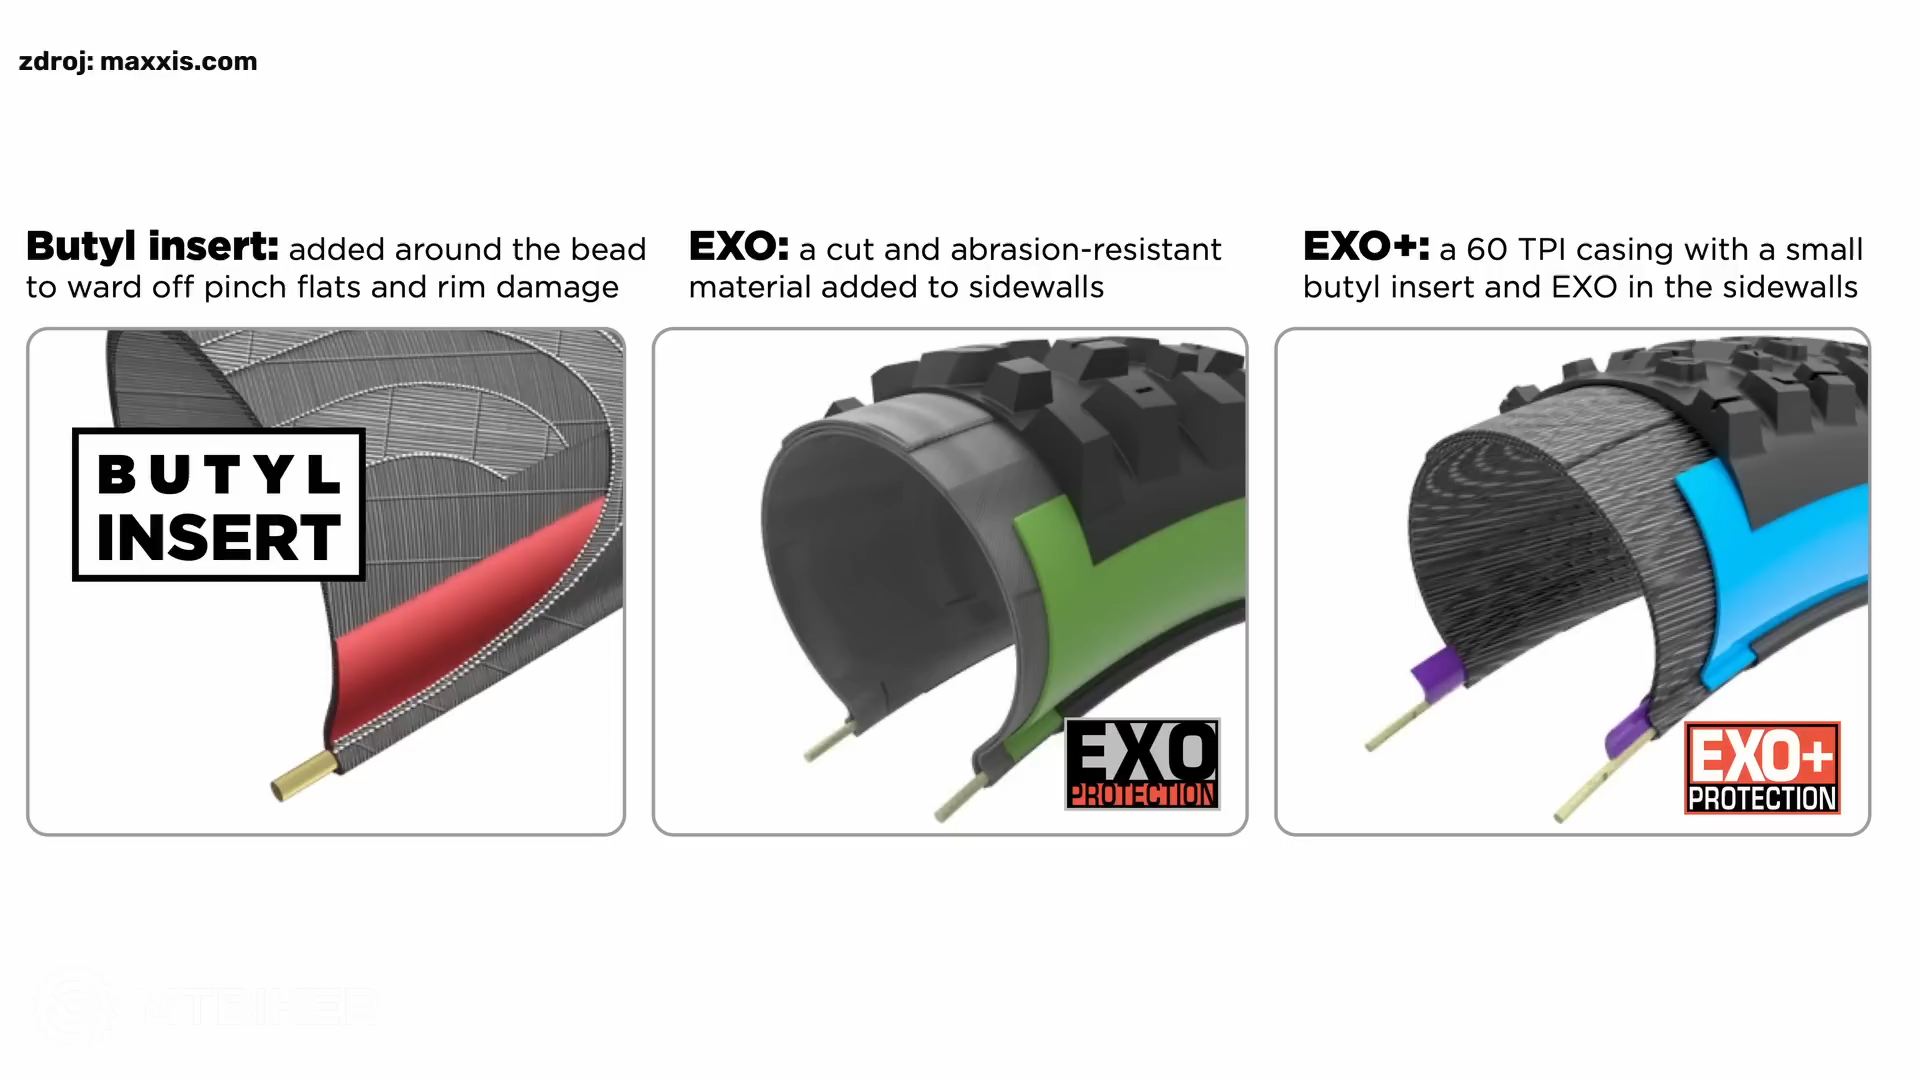 zdroj: maxxis.com
Butyl insert: added around the bead
to ward off pinch flats and rim damage
EXO: a cut and abrasion-resistant
material added to sidewalls
EXO+: a 60 TPI casing with a small
butyl insert and EXO in the sidewalls
BUTYL
INSERT
EXO
PROTECTION
EXO+
PROTECTION